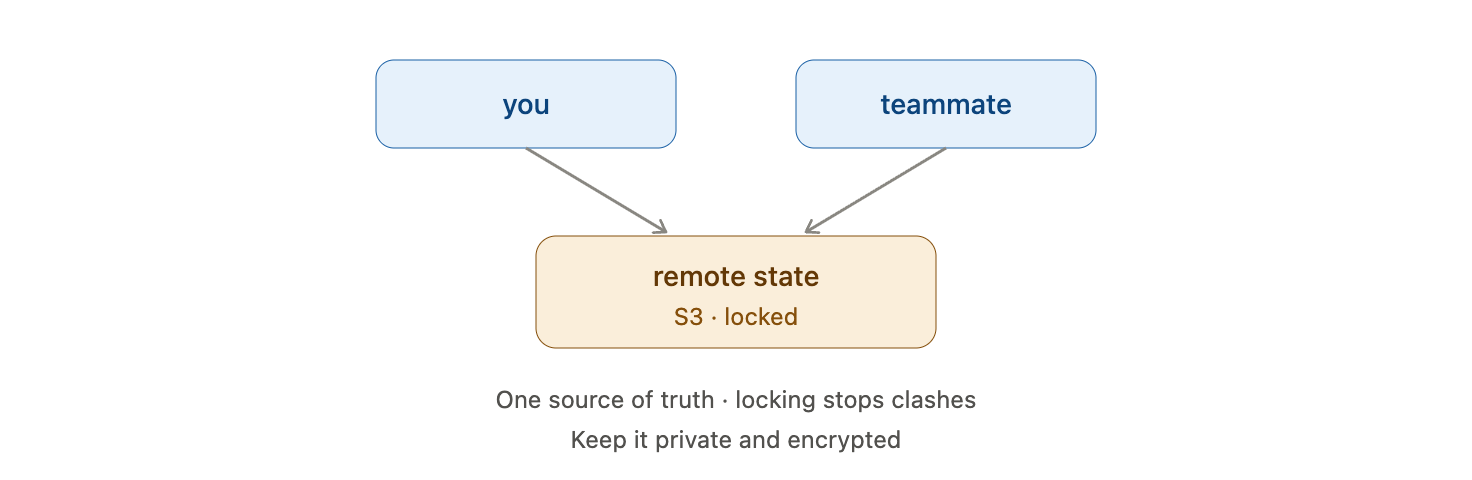 you
teammate
remote state
S3 · locked
One source of truth · locking stops clashes
Keep it private and encrypted